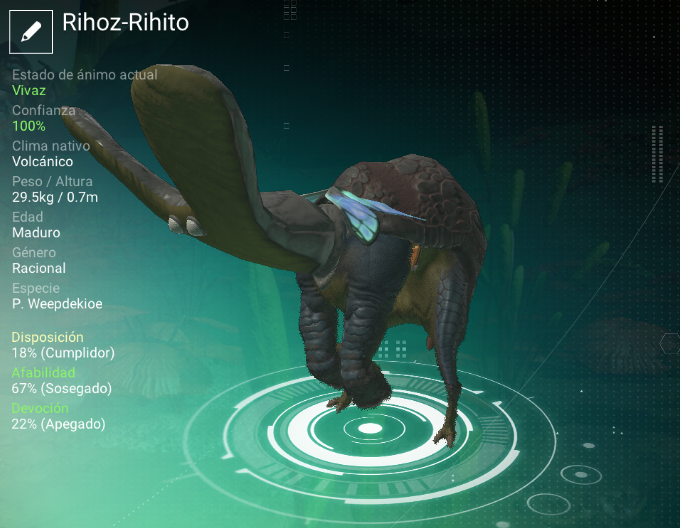 Rihoz-Rihito
Estado de ánimo actual
Vivaz
Confianza
100%
Clima nativo
Volcánico
Peso / Altura
29.5kg / 0.7m
Edad
Maduro
Género
Racional
Especie
P. Weepdekioe
Disposición
18% (Cumplidor)
Afabilidad
67% (Sosegado)
Devoción
22% (Apegado)